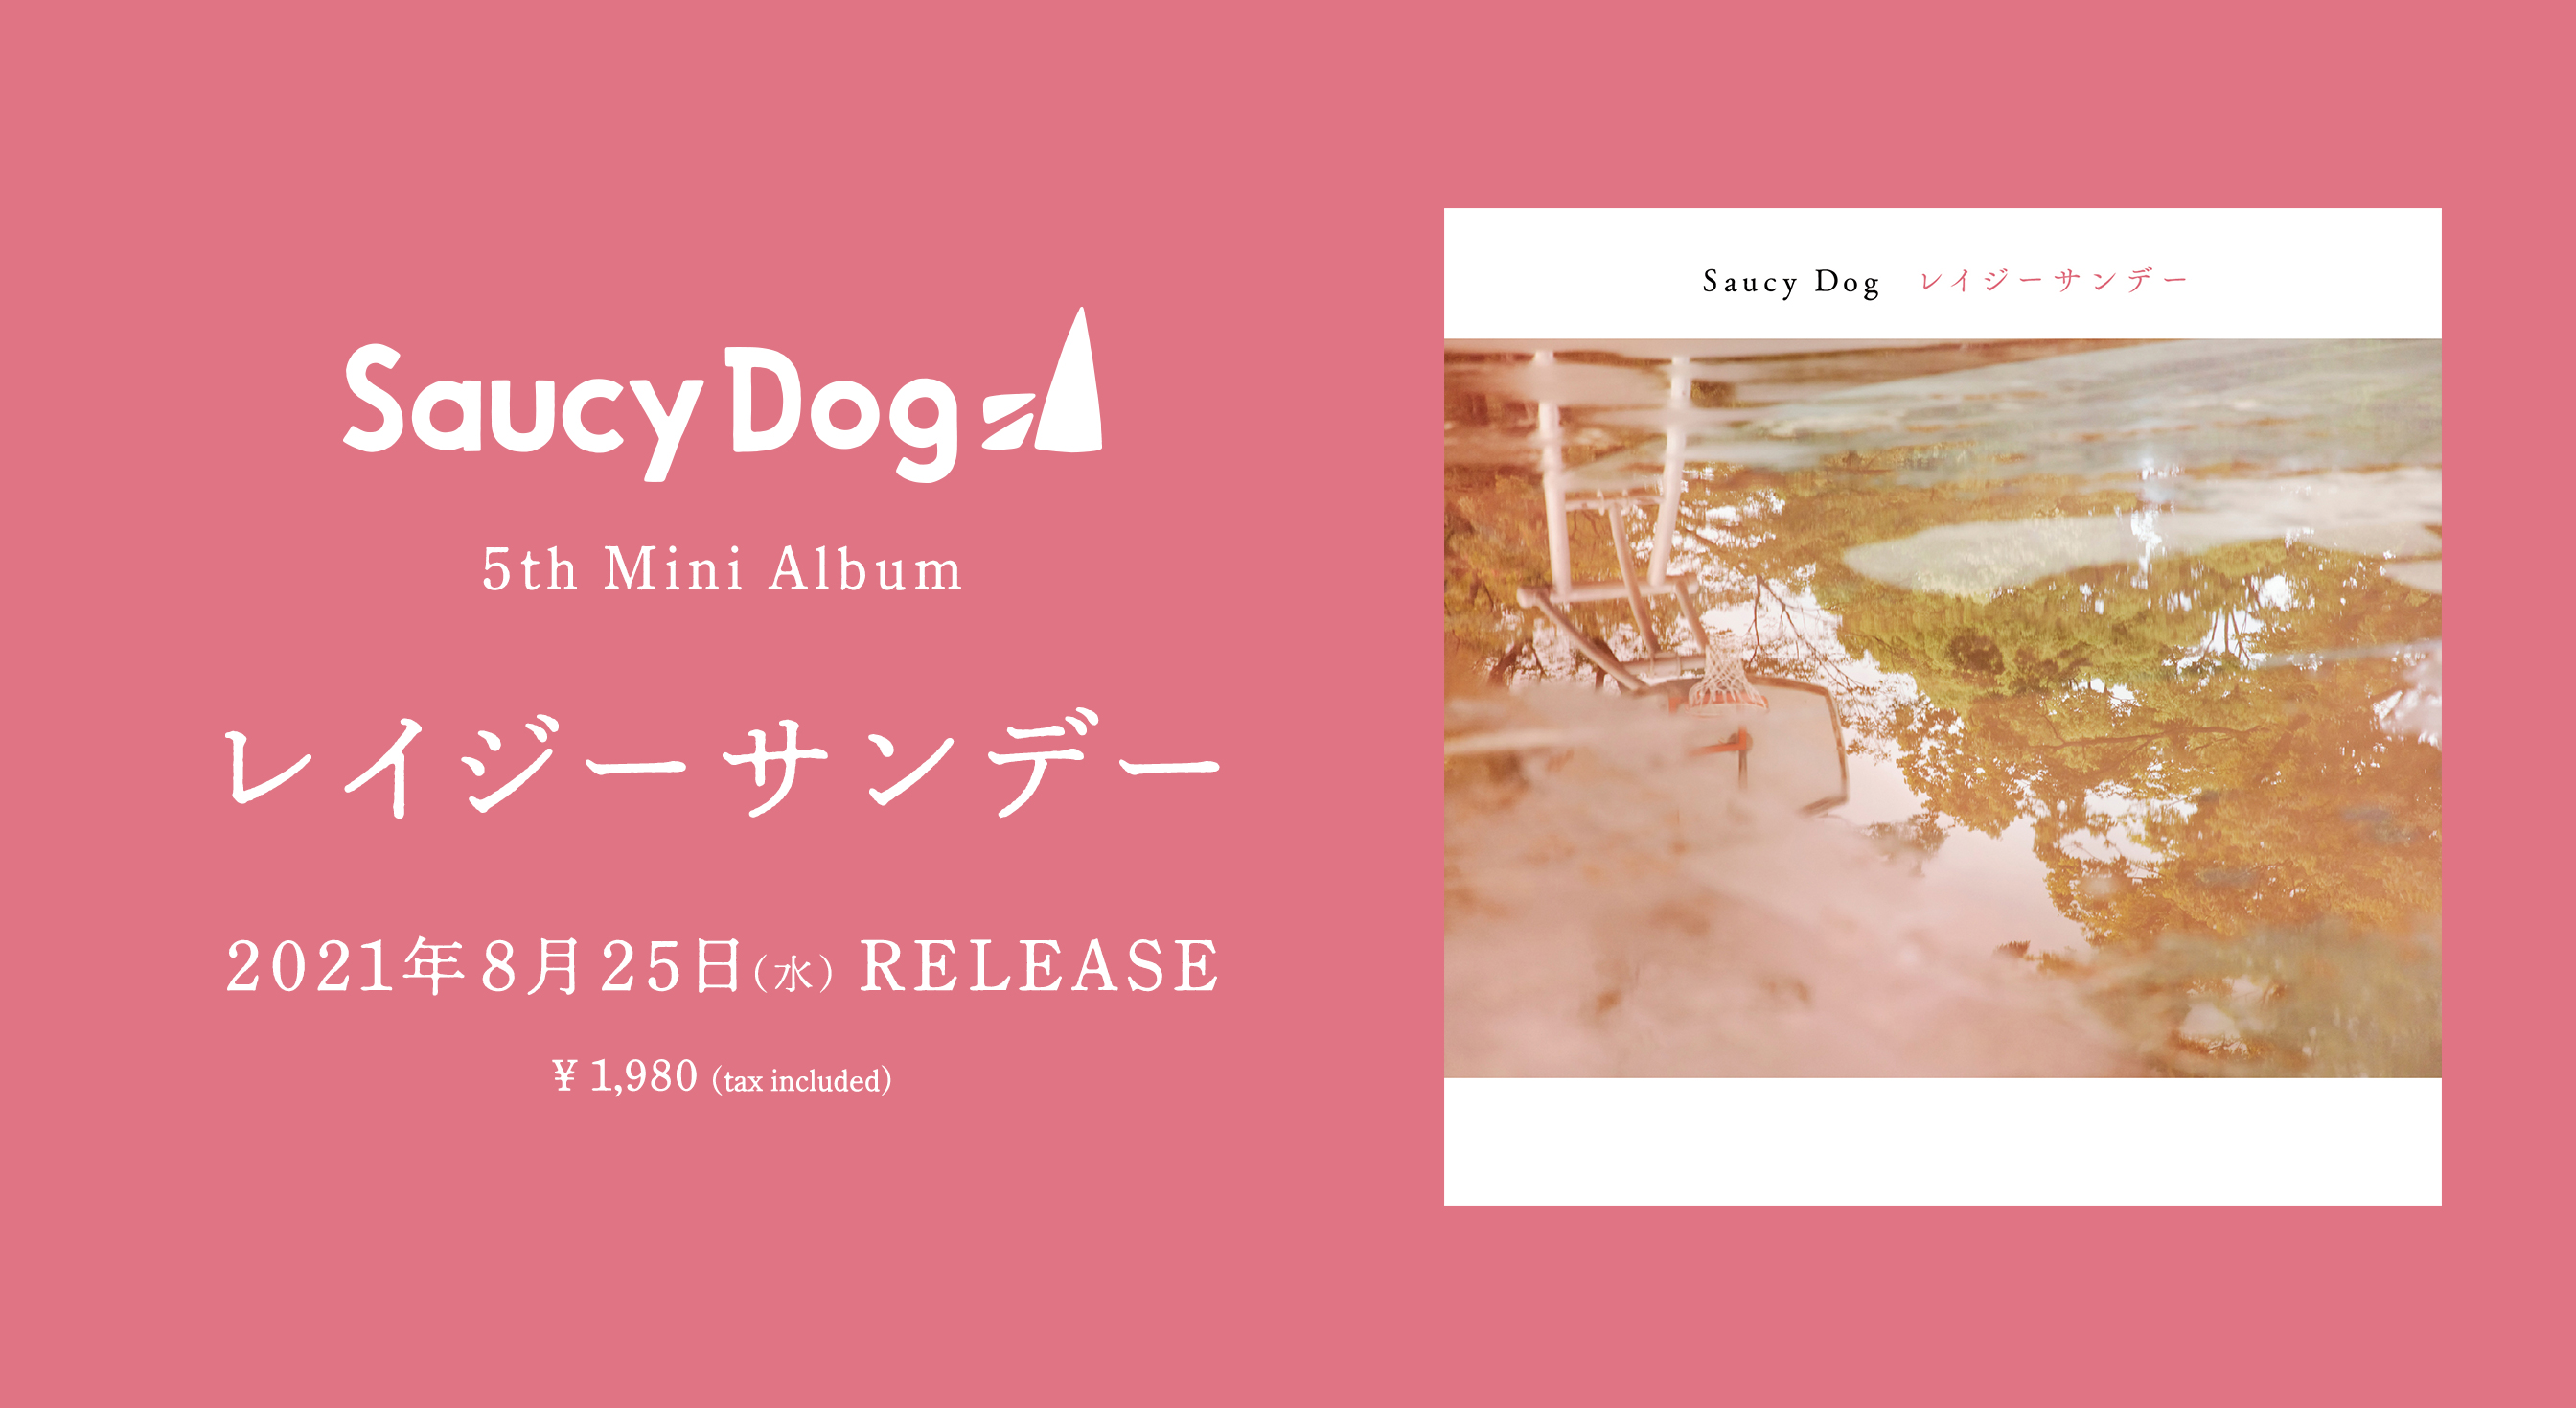 Saucy Dog
5th Mini Album
レイジーサンデー
2021年8月25日(水) RELEASE
¥1,980 (tax included)
Saucy Dog レイジーサンデー